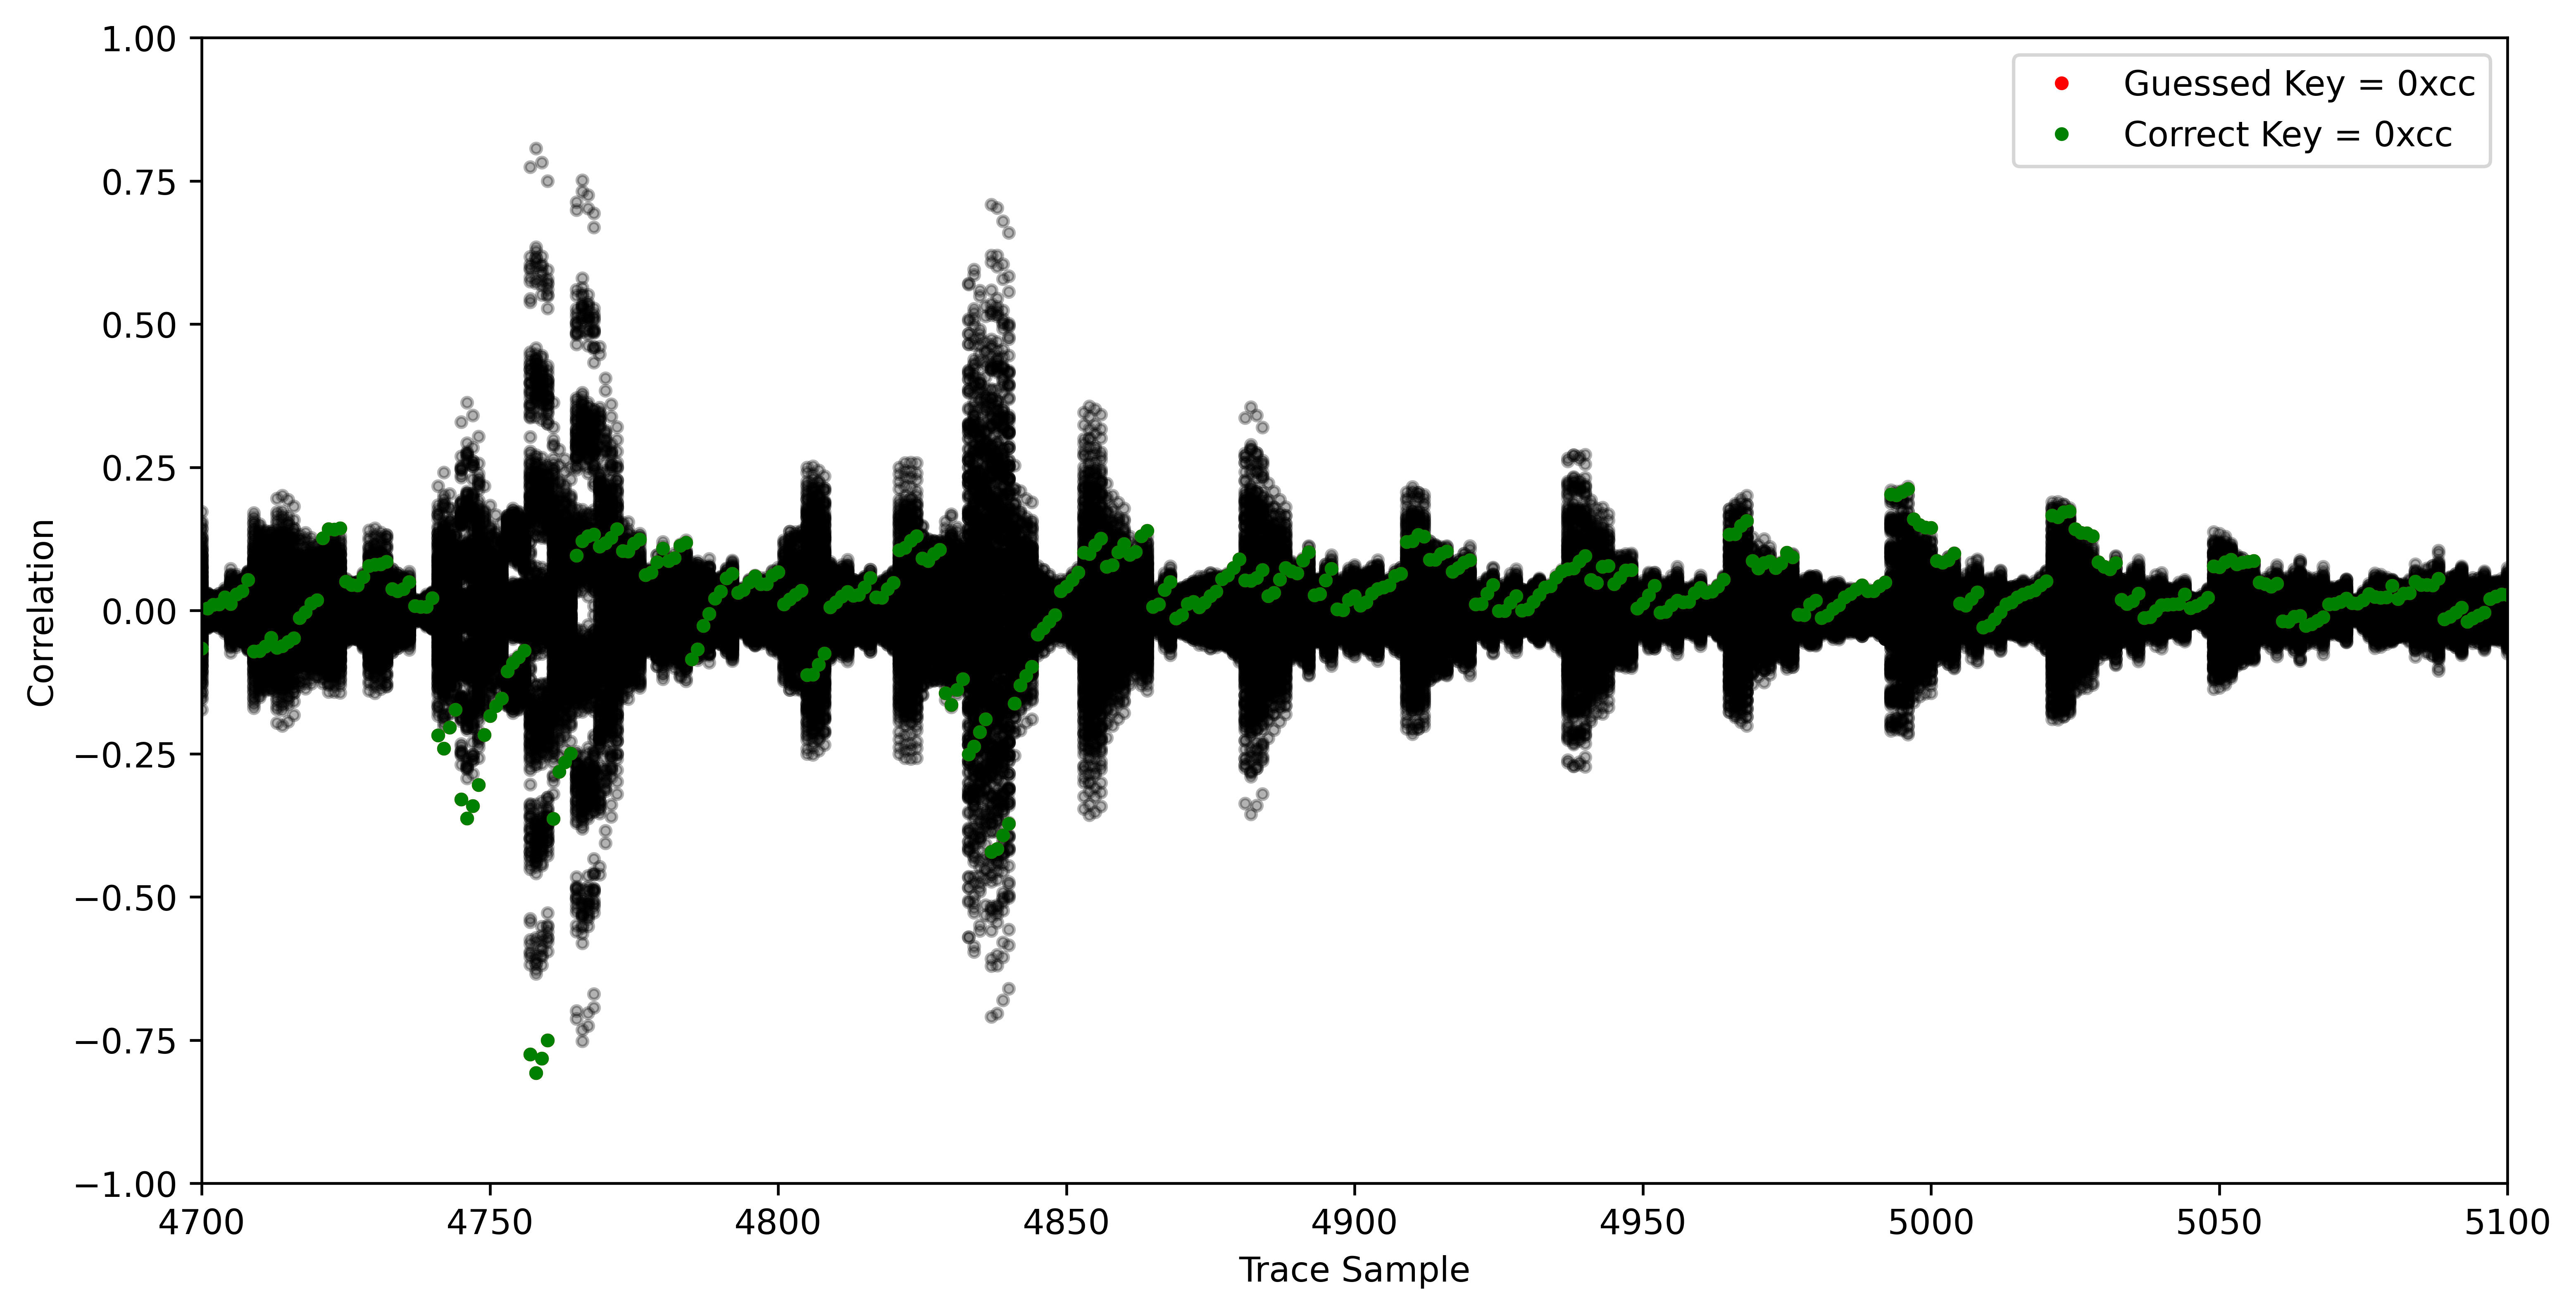 1.00
0.75
0.50
0.25
0.00
−0.25
−0.50
−0.75
−1.00
Correlation
Guessed Key = 0xcc
Correct Key = 0xcc
4700 4750 4800 4850 4900 4950 5000 5050 5100
Trace Sample